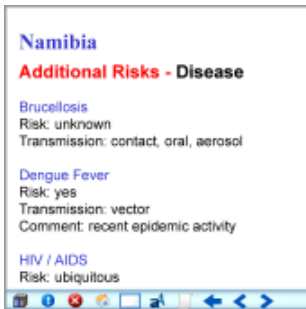 Namibia
Additional Risks - Disease
Brucellosis
Risk: unknown
Transmission: contact, oral, aerosol
Dengue Fever
Risk: yes
Transmission: vector
Comment: recent epidemic activity
HIV / AIDS
Risk: ubiquitous